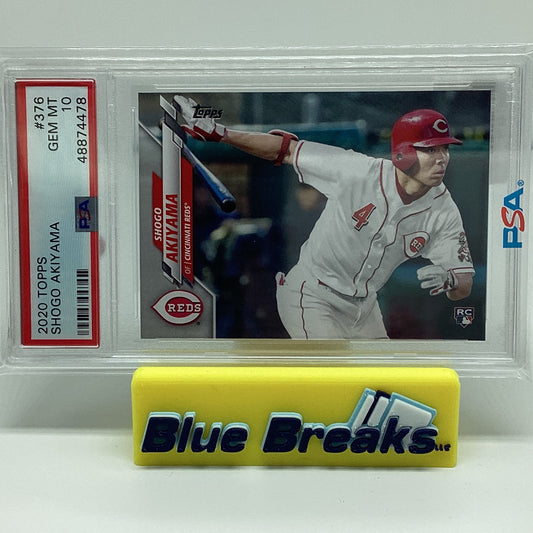 2020 TOPPS #376
SHOGO AKIYAMA GEM MT
10
PSA 48874478
Topps
SHOGO
AKIYAMA
OF | CINCINNATI REDS®
REDS
C
4
C REDS
RC
PSA®
Blue Breaks